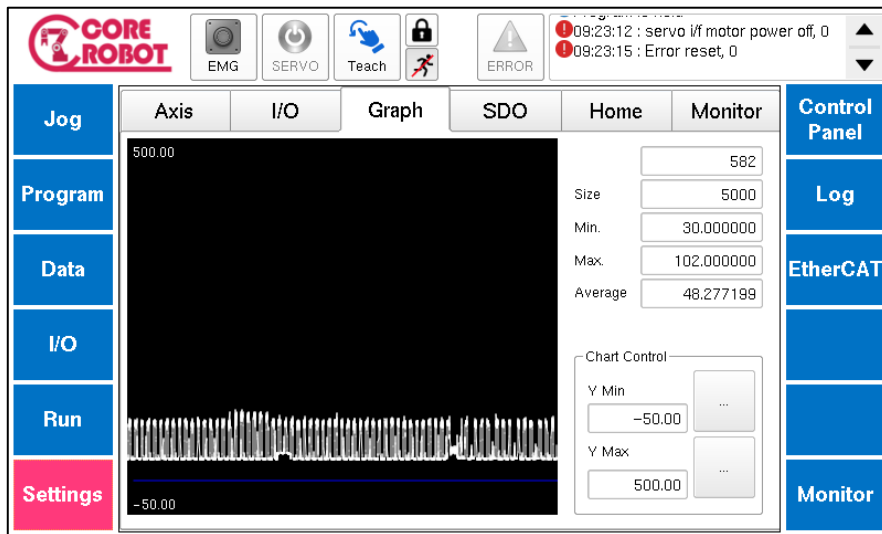 CORE
ROBOT
EMG
SERVO
Teach
ERROR
09:23:12 : servo i/f motor power off, 0
09:23:15 : Error reset, 0
Jog
Program
Data
I/O
Run
Settings
Axis
I/O
Graph
SDO
Home
Monitor
500.00
-50.00
582
Size 5000
Min. 30.000000
Max. 102.000000
Average 48.277199
Chart Control
Y Min
-50.00
...
Y Max
500.00
...
Control
Panel
Log
EtherCAT
Monitor